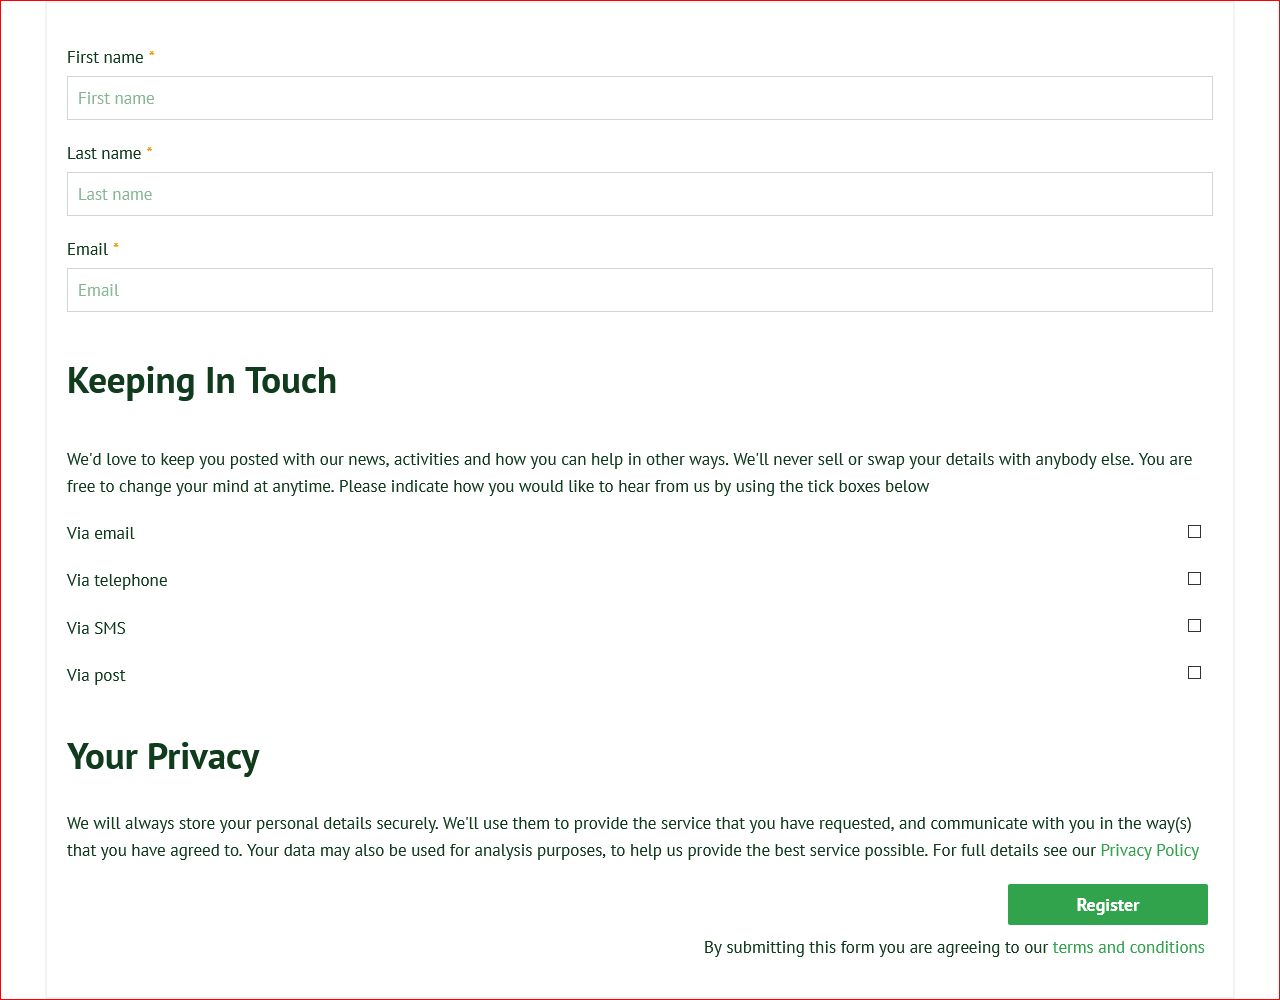 First name *
First name
Last name *
Last name
Email *
Email
Keeping In Touch
We'd love to keep you posted with our news, activities and how you can help in other ways. We'll never sell or swap your details with anybody else. You are
free to change your mind at anytime. Please indicate how you would like to hear from us by using the tick boxes below
Via email
Via telephone
Via SMS
Via post
Your Privacy
We will always store your personal details securely. We'll use them to provide the service that you have requested, and communicate with you in the way(s)
that you have agreed to. Your data may also be used for analysis purposes, to help us provide the best service possible. For full details see our Privacy Policy
Register
By submitting this form you are agreeing to our terms and conditions